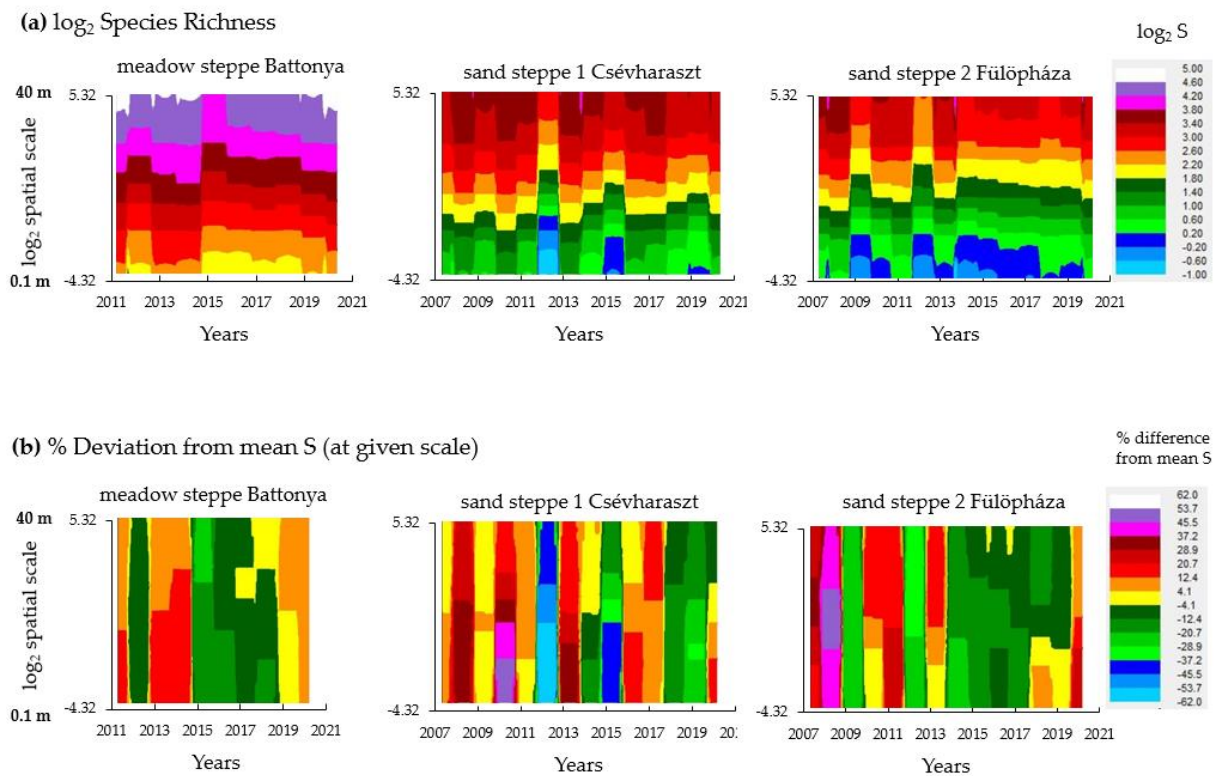 (a) log₂ Species Richness
log₂ S
meadow steppe Battonya
sand steppe 1 Csévharaszt
sand steppe 2 Fülöpháza
40 m
5.32
5.32
5.32
log₂ spatial scale
0.1 m
-4.32
-4.32
-4.32
2011 2013 2015 2017 2019 2021
2007 2009 2011 2013 2015 2017 2019 2021
2007 2009 2011 2013 2015 2017 2019 2021
Years
Years
Years
5.00
4.60
4.20
3.80
3.40
3.00
2.60
2.20
1.80
1.40
1.00
0.60
0.20
-0.20
-0.60
-1.00
(b) % Deviation from mean S (at given scale)
% difference
from mean S
meadow steppe Battonya
sand steppe 1 Csévharaszt
sand steppe 2 Fülöpháza
40 m
5.32
5.32
5.32
log₂ spatial scale
0.1 m
-4.32
-4.32
-4.32
2011 2013 2015 2017 2019 2021
2007 2009 2011 2013 2015 2017 2019
2007 2009 2011 2013 2015 2017 2019 2021
Years
Years
Years
62.0
53.7
45.5
37.2
28.9
20.7
12.4
4.1
-4.1
-12.4
-20.7
-28.9
-37.2
-45.5
-53.7
-62.0